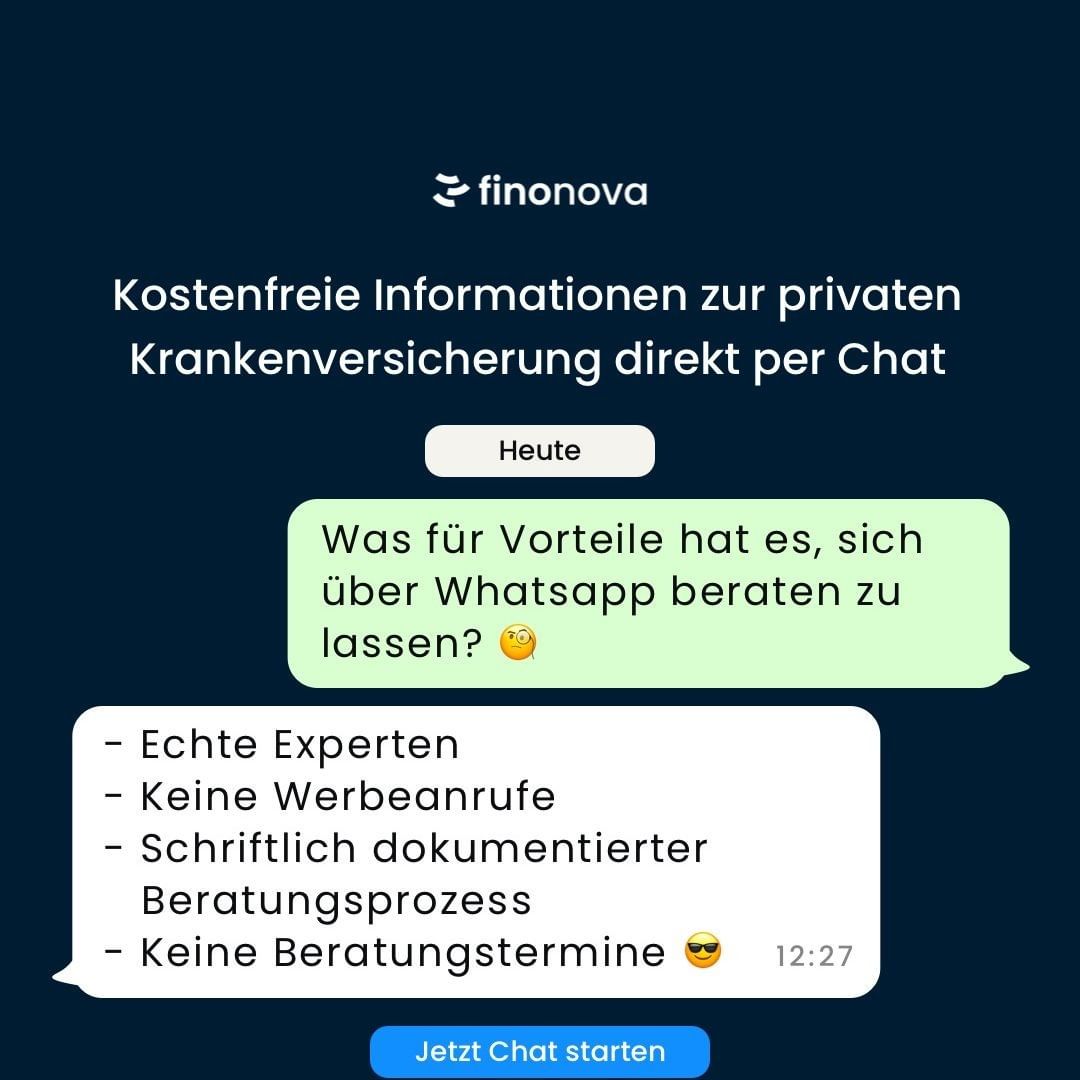 finonova
Kostenfreie Informationen zur privaten
Krankenversicherung direkt per Chat
Heute
Was für Vorteile hat es, sich
über Whatsapp beraten zu
lassen? 🧐
- Echte Experten
- Keine Werbeanrufe
- Schriftlich dokumentierter
Beratungsprozess
- Keine Beratungstermine 😎 12:27
Jetzt Chat starten